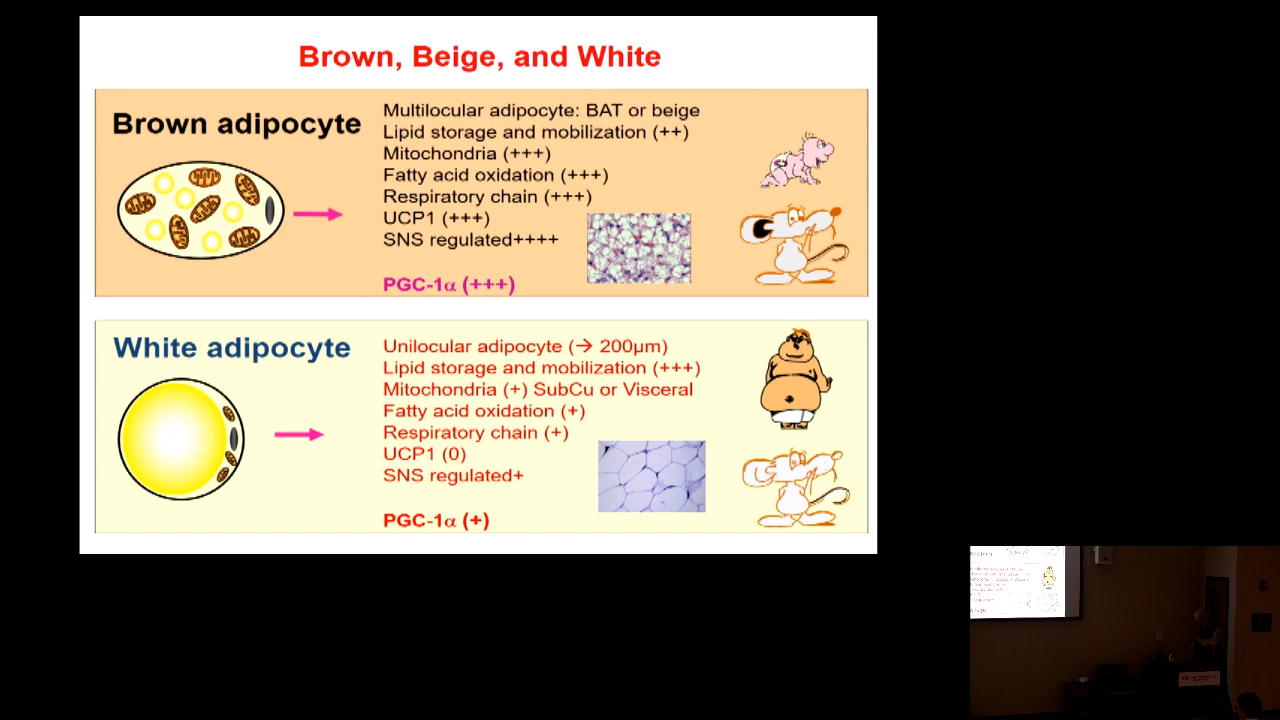 Brown, Beige, and White
Brown adipocyte
Multilocular adipocyte: BAT or beige
Lipid storage and mobilization (++)
Mitochondria (+++)
Fatty acid oxidation (+++)
Respiratory chain (+++)
UCP1 (+++)
SNS regulated++++
PGC-1α (+++)
White adipocyte
Unilocular adipocyte (→ 200µm)
Lipid storage and mobilization (+++)
Mitochondria (+) SubCu or Visceral
Fatty acid oxidation (+)
Respiratory chain (+)
UCP1 (0)
SNS regulated+
PGC-1α (+)